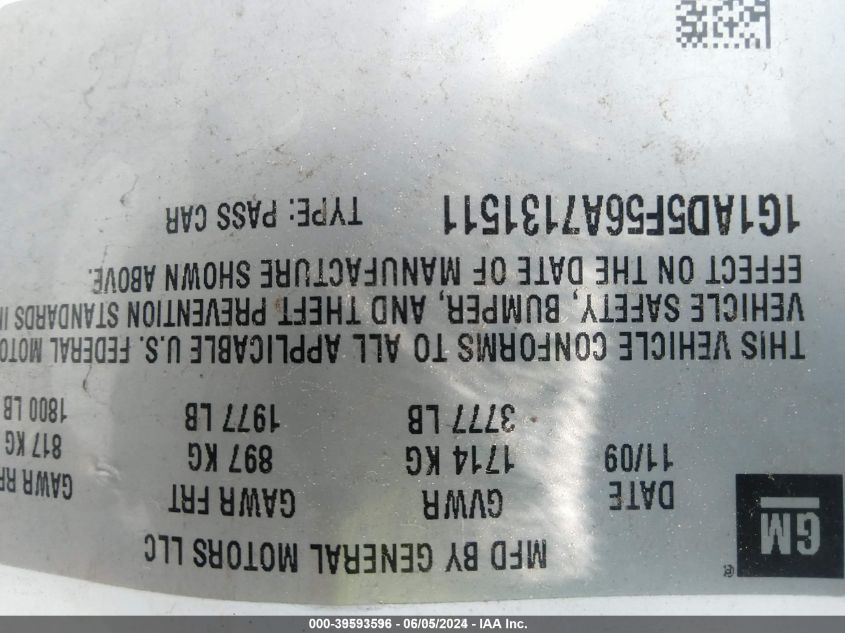 GM
®
MFD BY GENERAL MOTORS LLC
DATE GVWR GAWR FRT GAWR
11/09 1714 KG 897 KG 817 KG
3777 LB 1977 LB 1800 LB
THIS VEHICLE CONFORMS TO ALL APPLICABLE U.S. FEDERAL
VEHICLE SAFETY, BUMPER, AND THEFT PREVENTION STANDARDS
EFFECT ON THE DATE OF MANUFACTURE SHOWN ABOVE.
1G1AD5F56A7131511 TYPE: PASS CAR
000-39593596 - 06/05/2024 - IAA Inc.